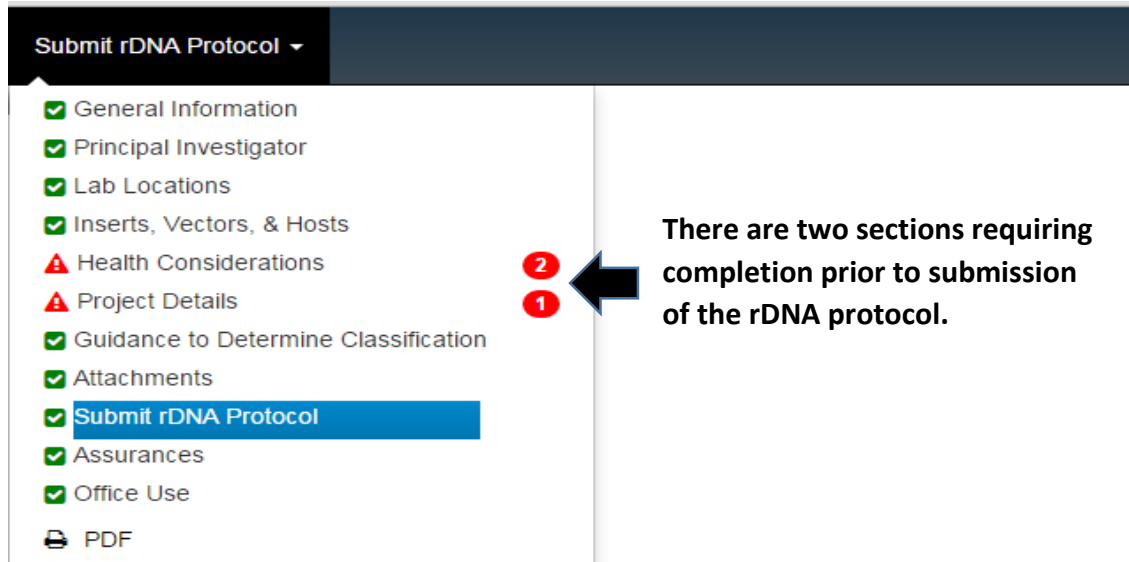 Submit rDNA Protocol
General Information
Principal Investigator
Lab Locations
Inserts, Vectors, & Hosts
Health Considerations 2
Project Details 1
Guidance to Determine Classification
Attachments
Submit rDNA Protocol
Assurances
Office Use
PDF
There are two sections requiring
completion prior to submission
of the rDNA protocol.